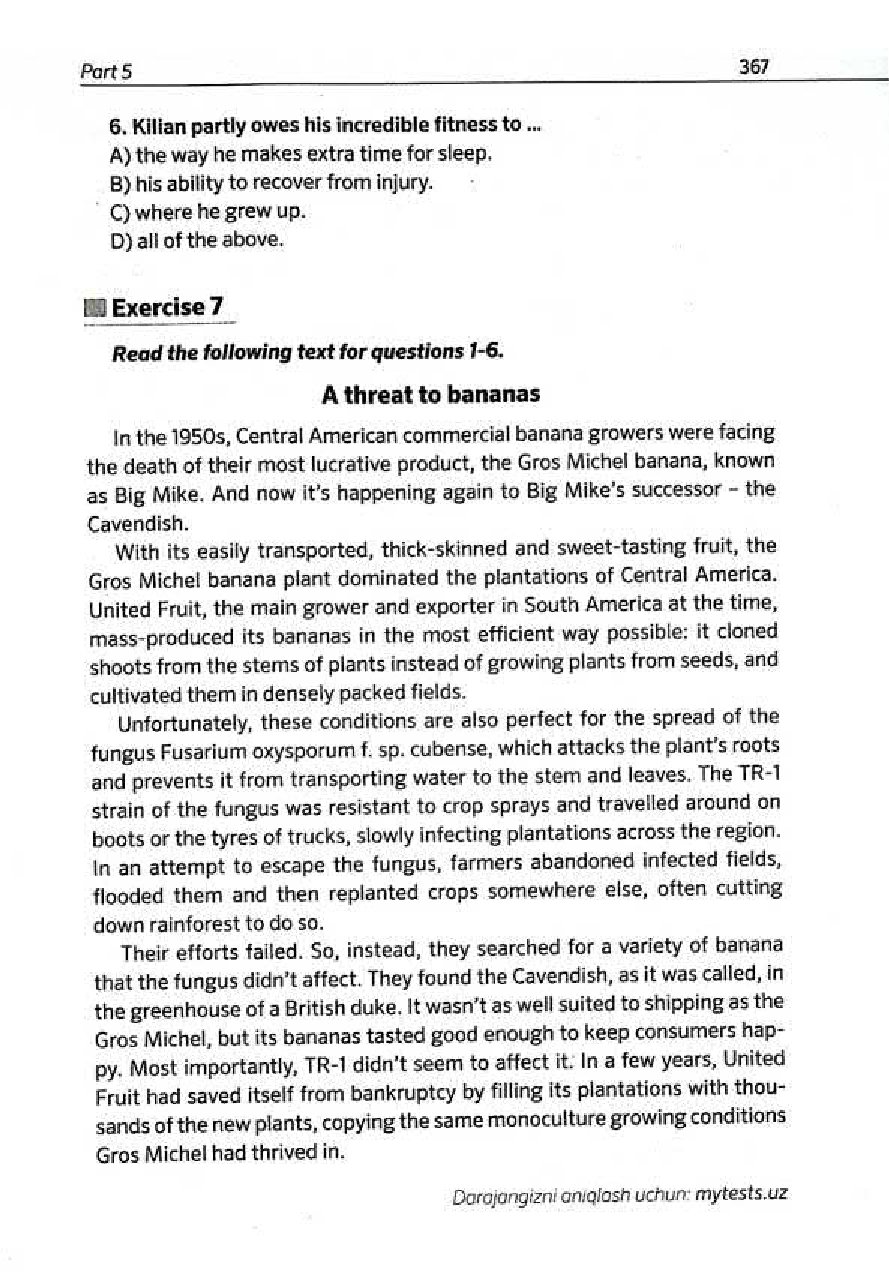 Part 5
367
6. Kilian partly owes his incredible fitness to ...
A) the way he makes extra time for sleep.
B) his ability to recover from injury.
C) where he grew up.
D) all of the above.
Exercise 7
Read the following text for questions 1-6.
A threat to bananas
In the 1950s, Central American commercial banana growers were facing
the death of their most lucrative product, the Gros Michel banana, known
as Big Mike. And now it's happening again to Big Mike's successor – the
Cavendish.
With its easily transported, thick-skinned and sweet-tasting fruit, the
Gros Michel banana plant dominated the plantations of Central America.
United Fruit, the main grower and exporter in South America at the time,
mass-produced its bananas in the most efficient way possible: it cloned
shoots from the stems of plants instead of growing plants from seeds, and
cultivated them in densely packed fields.
Unfortunately, these conditions are also perfect for the spread of the
fungus Fusarium oxysporum f. sp. cubense, which attacks the plant's roots
and prevents it from transporting water to the stem and leaves. The TR-1
strain of the fungus was resistant to crop sprays and travelled around on
boots or the tyres of trucks, slowly infecting plantations across the region.
In an attempt to escape the fungus, farmers abandoned infected fields,
flooded them and then replanted crops somewhere else, often cutting
down rainforest to do so.
Their efforts failed. So, instead, they searched for a variety of banana
that the fungus didn't affect. They found the Cavendish, as it was called, in
the greenhouse of a British duke. It wasn't as well suited to shipping as the
Gros Michel, but its bananas tasted good enough to keep consumers hap-
py. Most importantly, TR-1 didn't seem to affect it. In a few years, United
Fruit had saved itself from bankruptcy by filling its plantations with thou-
sands of the new plants, copying the same monoculture growing conditions
Gros Michel had thrived in.
Darajangizni aniqlash uchun: mytests.uz